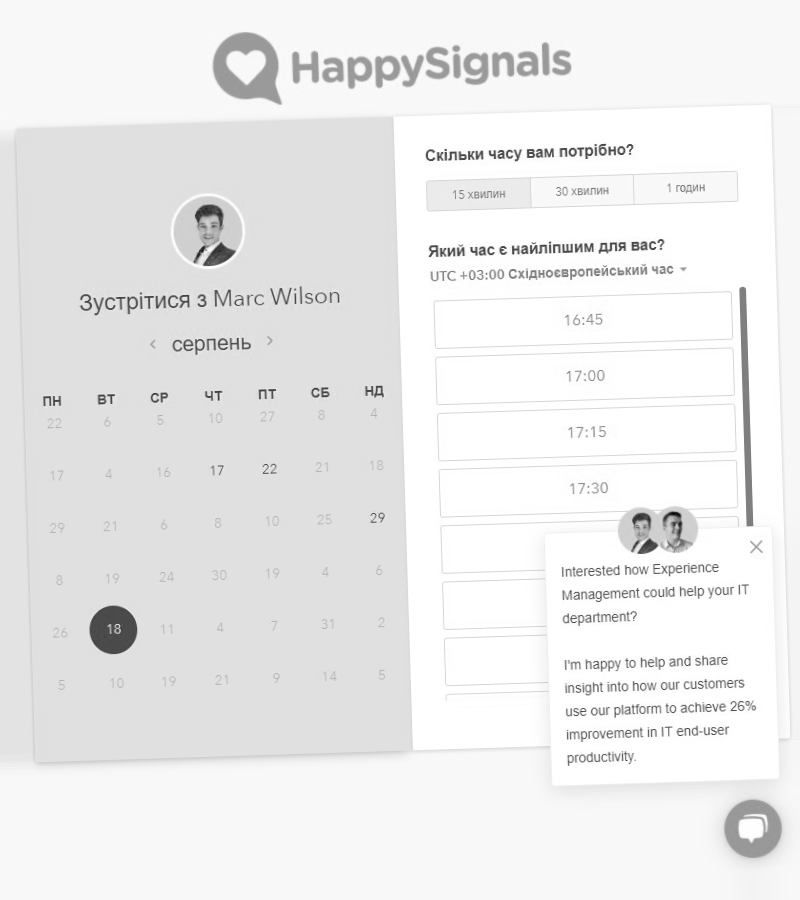 HappySignals
Зустрітися з Marc Wilson
серпень
ПН ВТ СР ЧТ ПТ СБ НД
22 6 5 10 27 8 4
17 4 16 17 22 21 18
29 21 6 8 10 25 29
8 19 24 30 19 4 6
26 18 11 4 7 31 2
5 10 19 21 9 14 5
Скільки часу вам потрібно?
15 хвилин 30 хвилин 1 годин
Який час є найліпшим для вас?
UTC +03:00 Східноєвропейський час
16:45
17:00
17:15
17:30
Interested how Experience
Management could help your IT
department?
I'm happy to help and share
insight into how our customers
use our platform to achieve 26%
improvement in IT end-user
productivity.